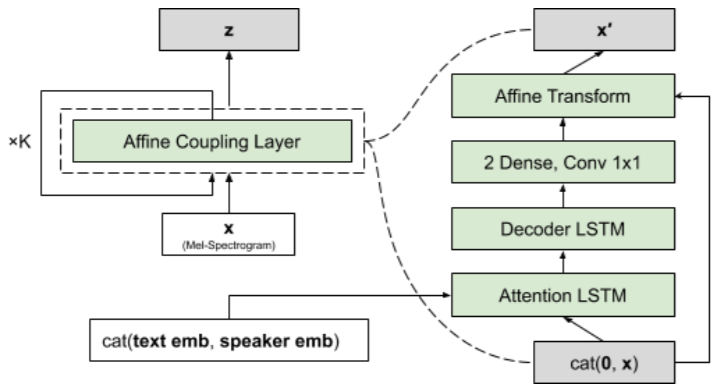 z
×K
Affine Coupling Layer
x
(Mel-Spectrogram)
cat(text emb, speaker emb)
x′
Affine Transform
2 Dense, Conv 1x1
Decoder LSTM
Attention LSTM
cat(0, x)